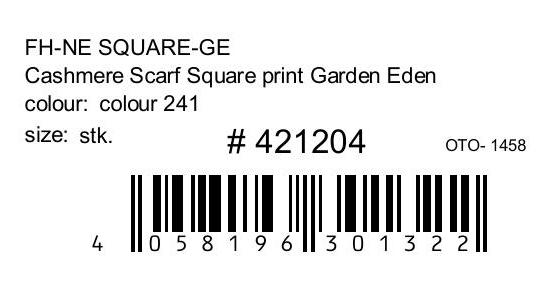 FH-NE SQUARE-GE
Cashmere Scarf Square print Garden Eden
colour: colour 241
size: stk.
# 421204
OTO- 1458
4 058196 301322